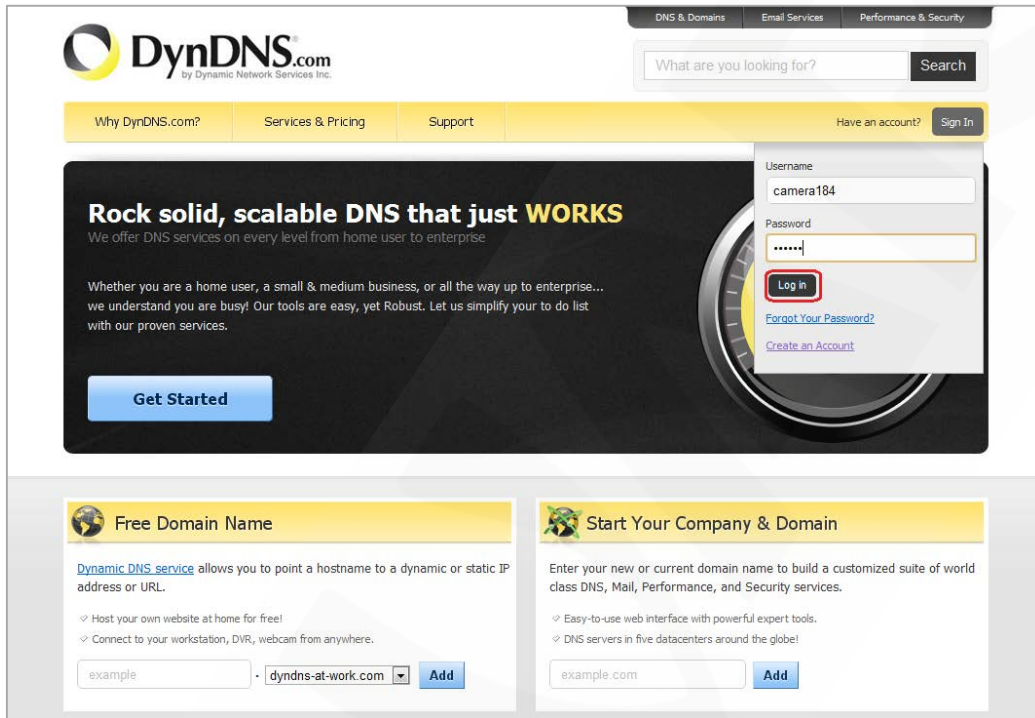 DNS & Domains
Email Services
Performance & Security
DynDNS.com
by Dynamic Network Services Inc.
What are you looking for?
Search
Why DynDNS.com?
Services & Pricing
Support
Have an account?
Sign In
Username
camera184
Password
••••••
Log in
Forgot Your Password?
Create an Account
Rock solid, scalable DNS that just WORKS
We offer DNS services on every level from home user to enterprise
Whether you are a home user, a small & medium business, or all the way up to enterprise...
we understand you are busy! Our tools are easy, yet Robust. Let us simplify your to do list
with our proven services.
Get Started
Free Domain Name
Dynamic DNS service allows you to point a hostname to a dynamic or static IP
address or URL.
Host your own website at home for free!
Connect to your workstation, DVR, webcam from anywhere.
example
. dyndns-at-work.com
Add
Start Your Company & Domain
Enter your new or current domain name to build a customized suite of world
class DNS, Mail, Performance, and Security services.
Easy-to-use web interface with powerful expert tools.
DNS servers in five datacenters around the globe!
example.com
Add